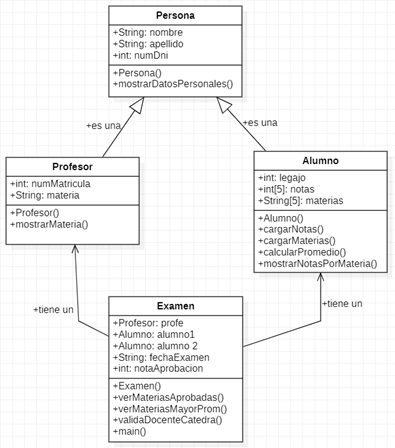 Persona
+String: nombre
+String: apellido
+int: numDni
+Persona()
+mostrarDatosPersonales()
+es una
+es una
Profesor
+int: numMatricula
+String: materia
+Profesor()
+mostrarMateria()
Alumno
+int: legajo
+int[5]: notas
+String[5]: materias
+Alumno()
+cargarNotas()
+cargarMaterias()
+calcularPromedio()
+mostrarNotasPorMateria()
+tiene un
+tiene un
Examen
+Profesor: profe
+Alumno: alumno1
+Alumno: alumno 2
+String: fechaExamen
+int: notaAprobacion
+Examen()
+verMateriasAprobadas()
+verMateriasMayorProm()
+validaDocenteCatedra()
+main()